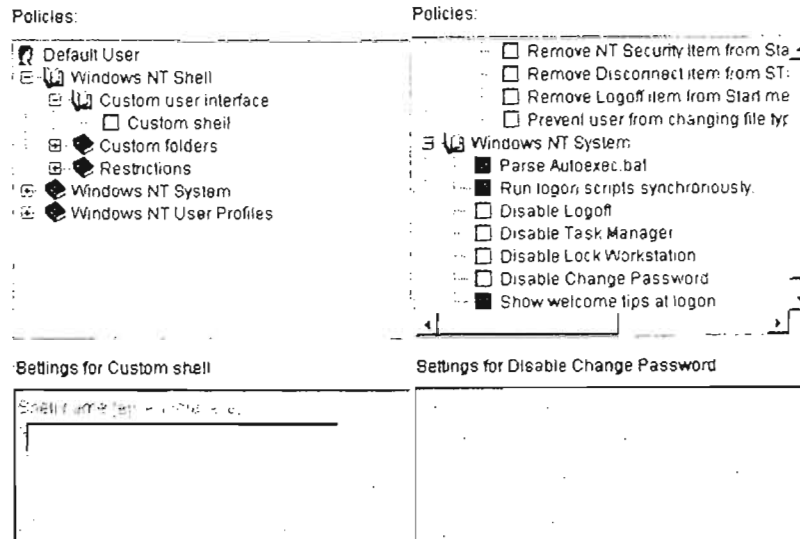 Policies:
Default User
Windows NT Shell
Custom user interface
Custom shell
Custom folders
Restrictions
Windows NT System
Windows NT User Profiles
Settings for Custom shell
Policies:
Remove NT Security item from Sta
Remove Disconnect item from ST
Remove Logoff item from Start me
Prevent user from changing file typ
Windows NT System
Parse Autoexec.bat
Run logon scripts synchronously.
Disable Logoff
Disable Task Manager
Disable Lock Workstation
Disable Change Password
Show welcome tips at logon
Settings for Disable Change Password